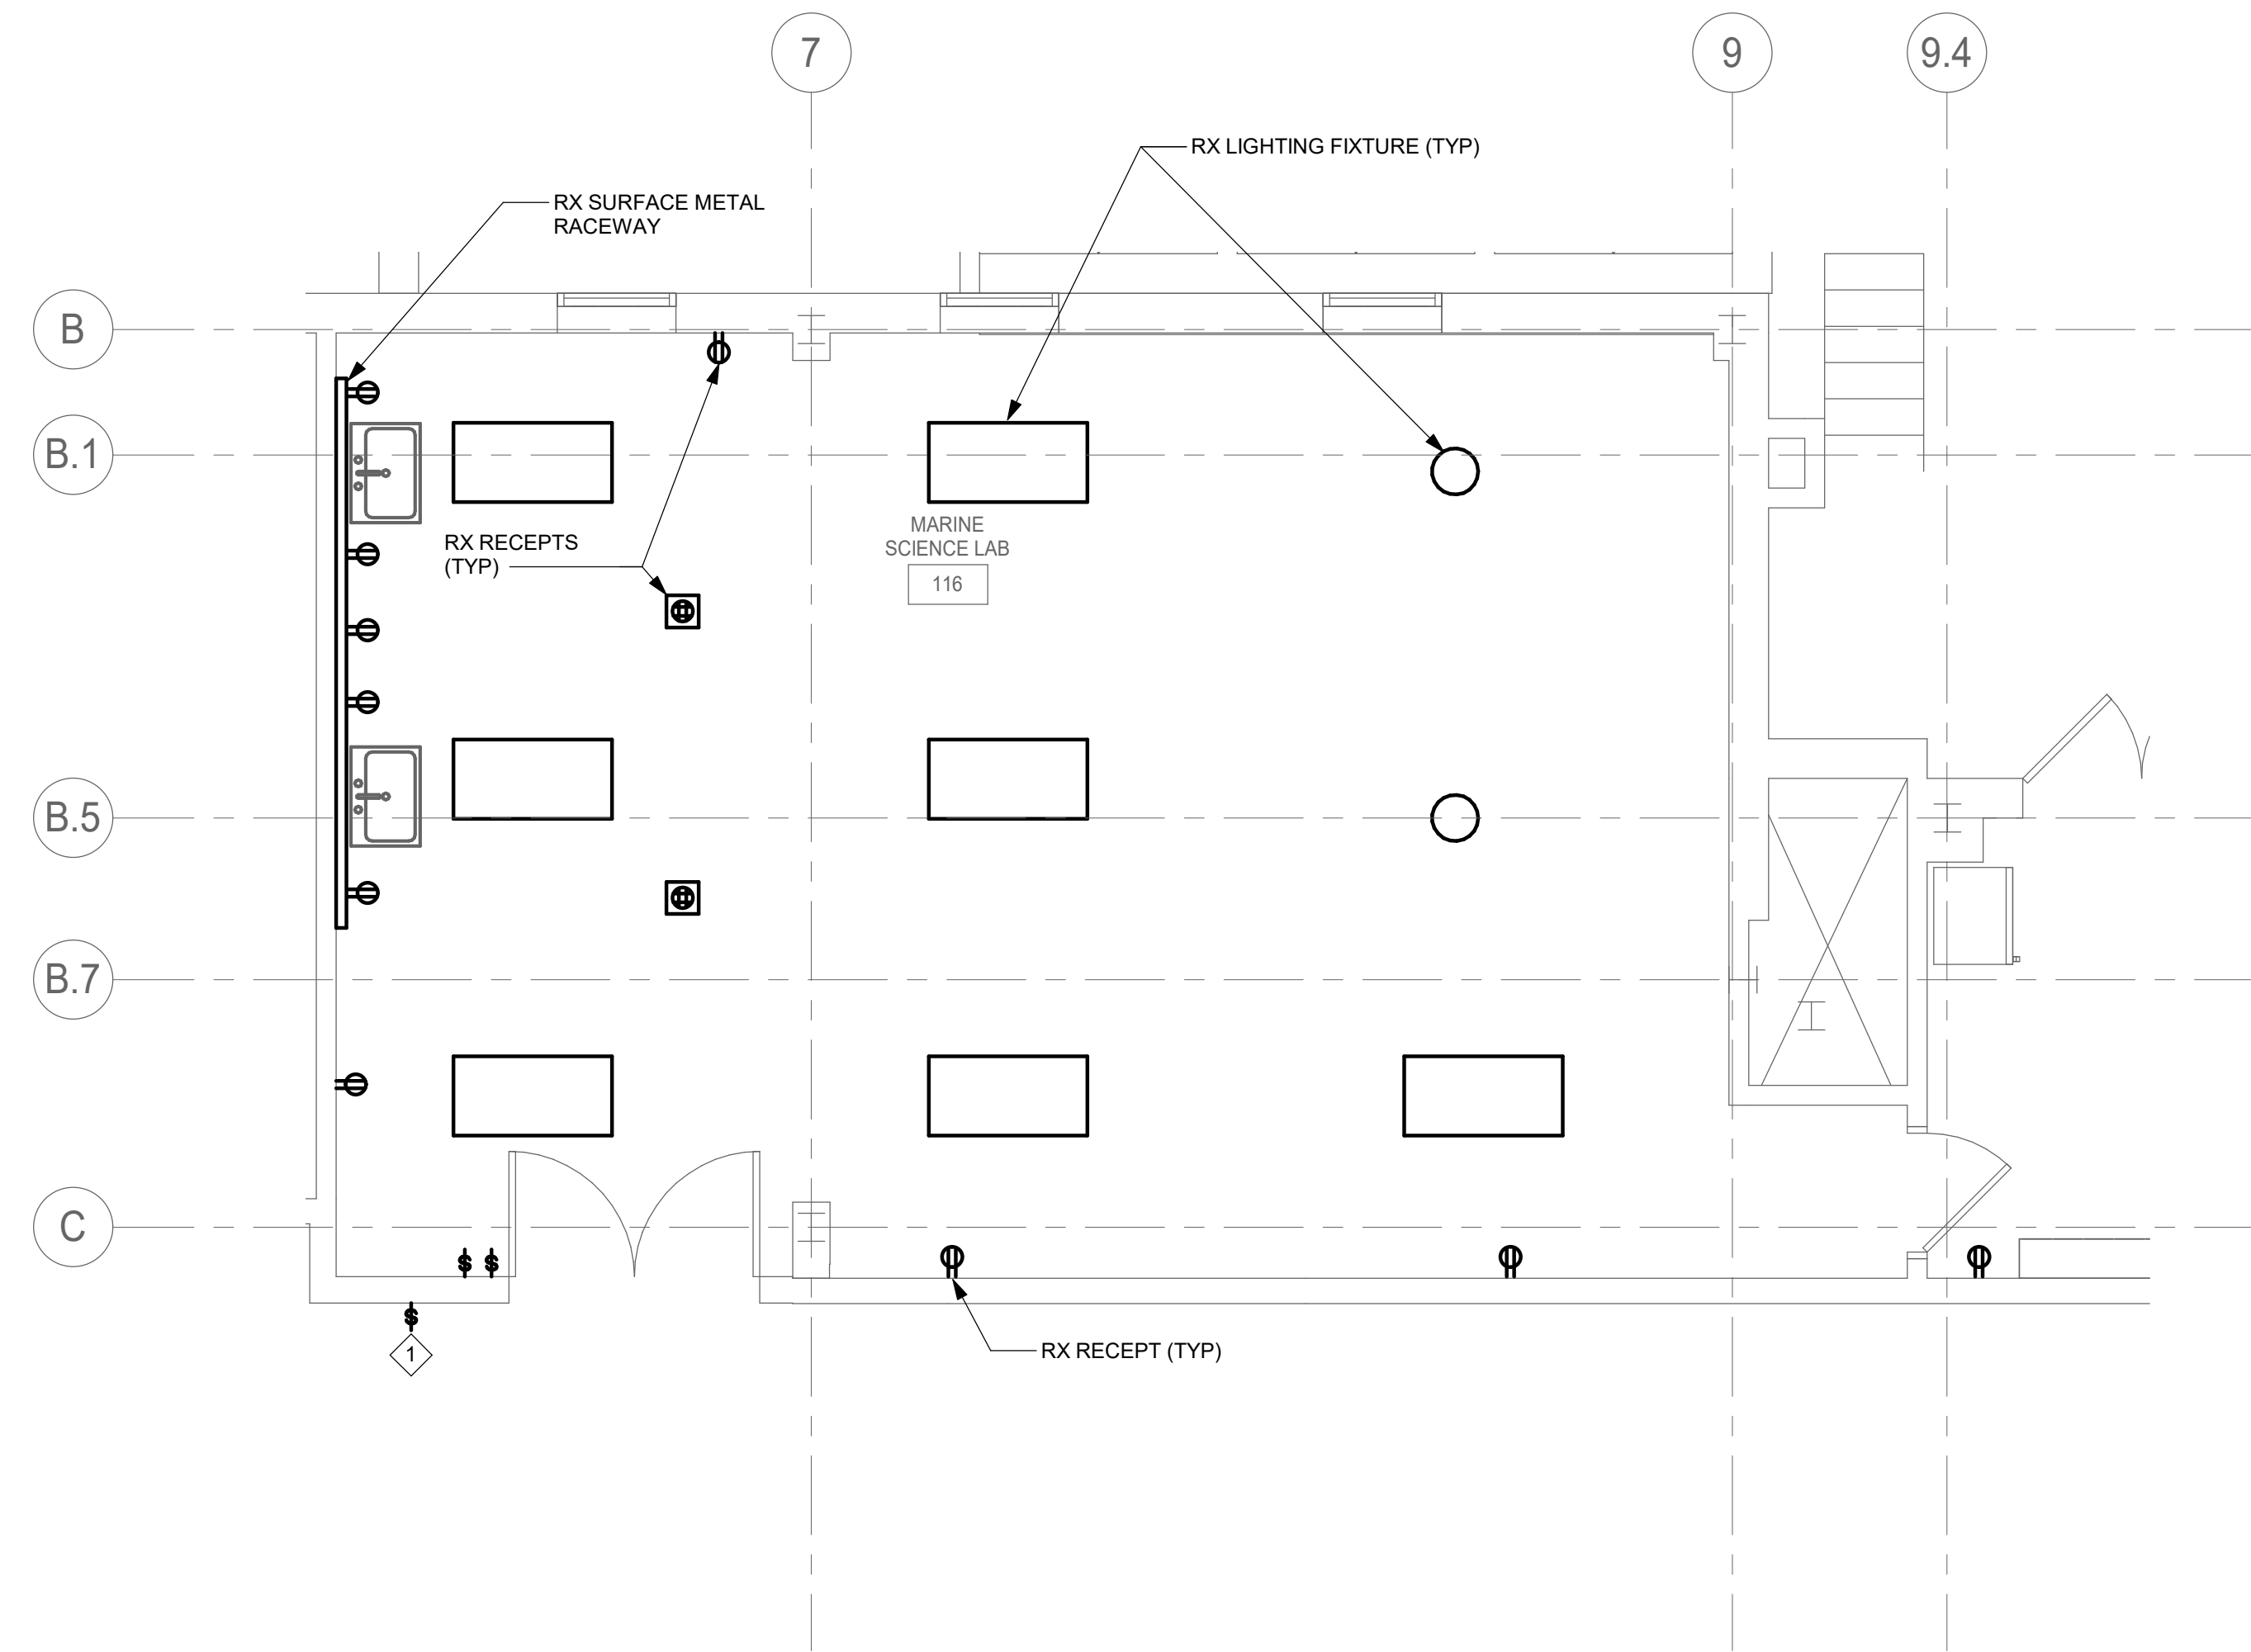 7
9
9.4
RX LIGHTING FIXTURE (TYP)
RX SURFACE METAL
RACEWAY
B
B.1
RX RECEPTS
(TYP)
MARINE
SCIENCE LAB
116
B.5
B.7
C
$ $
$
1
RX RECEPT (TYP)